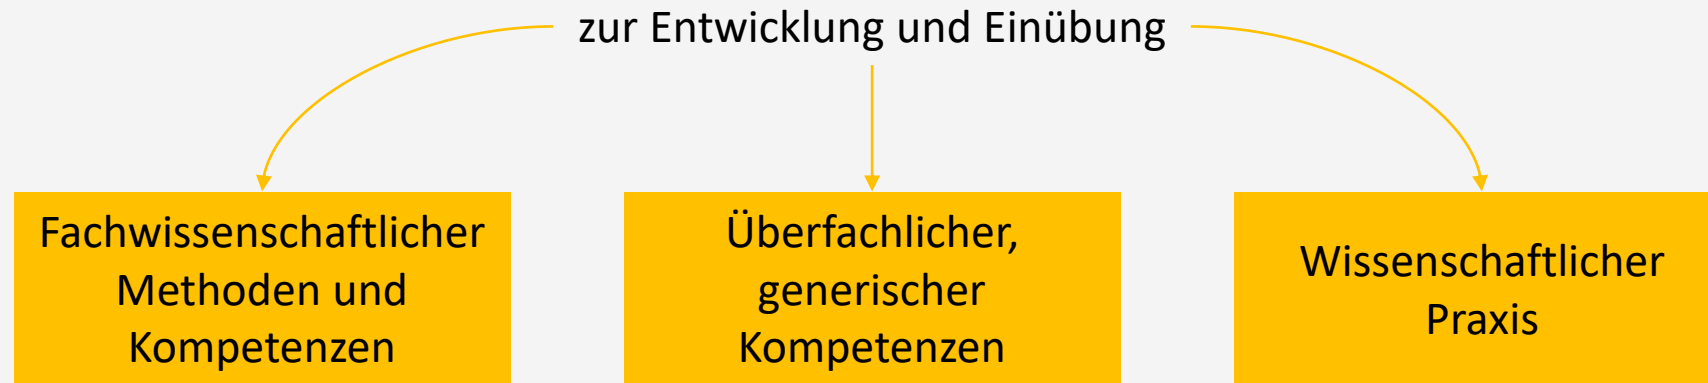 zur Entwicklung und Einübung
Fachwissenschaftlicher
Methoden und
Kompetenzen
Überfachlicher,
generischer
Kompetenzen
Wissenschaftlicher
Praxis